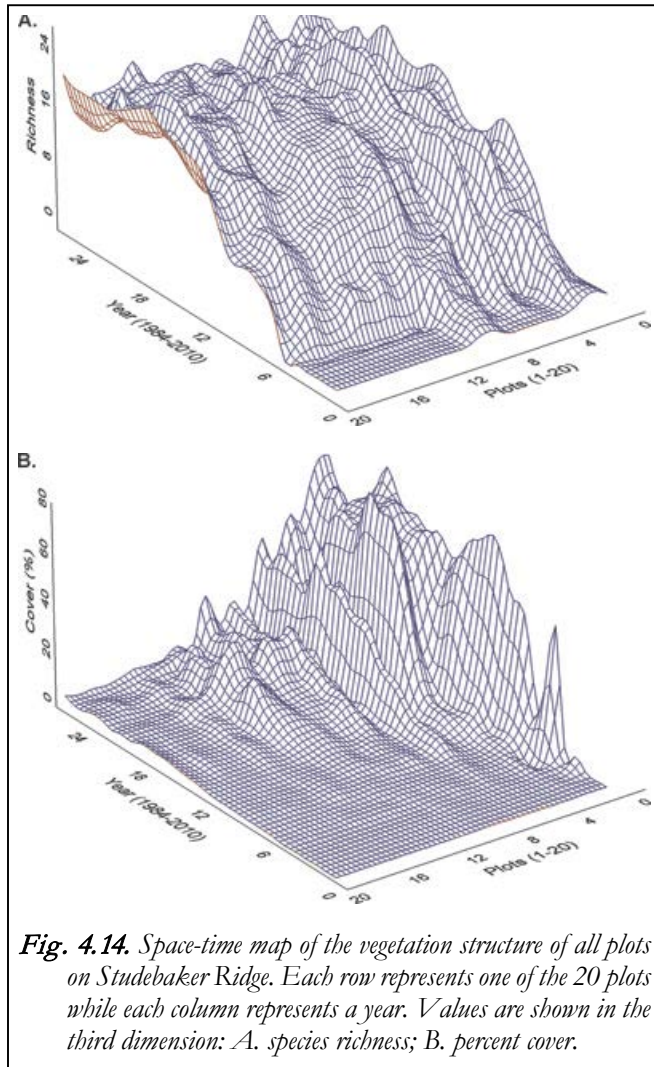 A.
24
16
8
0
Richness
24
18
12
6
0
Year (1984-2010)
20
16
12
8
4
0
Plots (1-20)
B.
80
60
40
20
0
Cover (%)
24
18
12
6
0
Year (1984-2010)
20
16
12
8
4
0
Plots (1-20)
Fig. 4.14. Space-time map of the vegetation structure of all plots
on Studebaker Ridge. Each row represents one of the 20 plots
while each column represents a year. Values are shown in the
third dimension: A. species richness; B. percent cover.